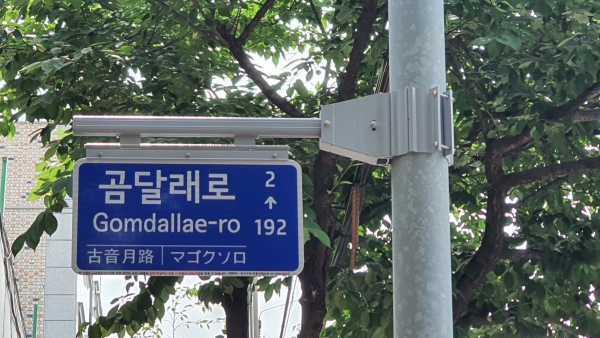 곰달래로
Gomdallae-ro
2
↑
192
古音月路 | マゴクソロ